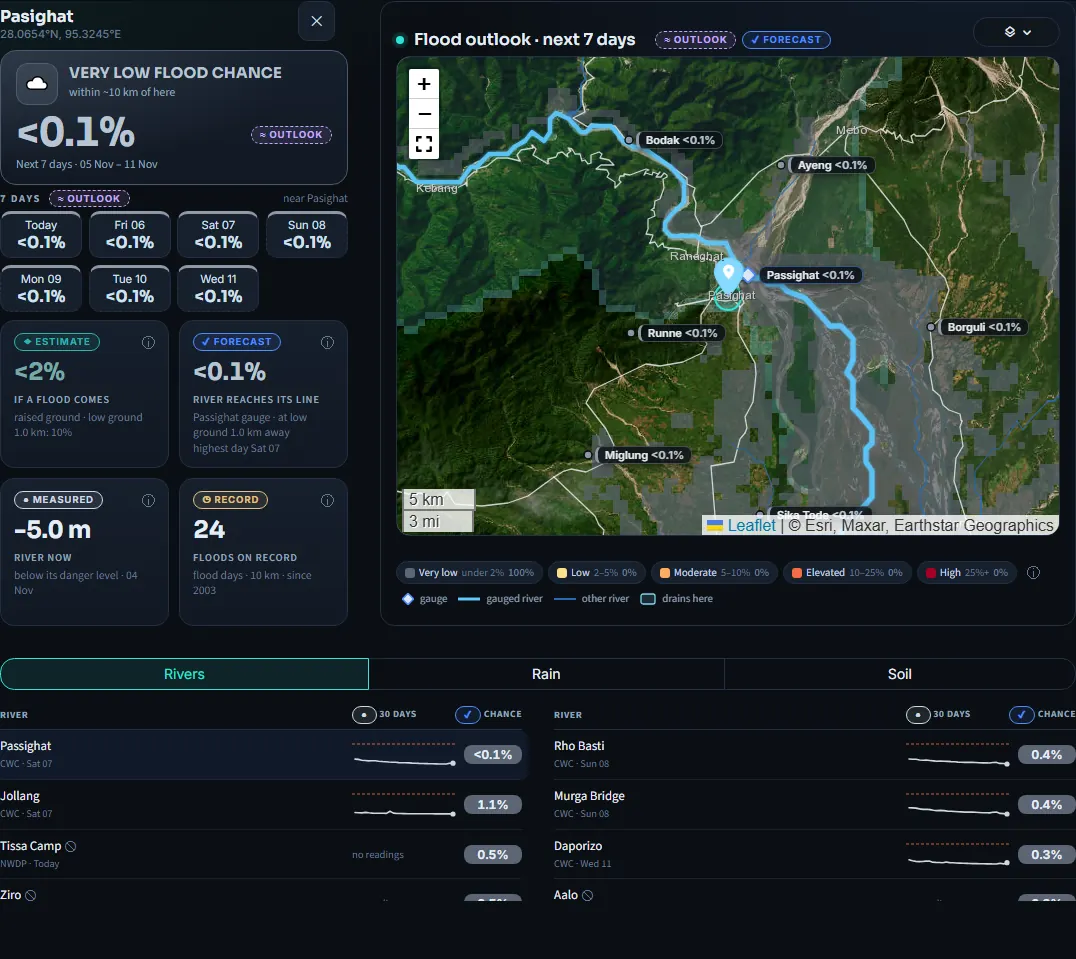 Pasighat
28.0654°N, 95.3245°E
VERY LOW FLOOD CHANCE
within ~10 km of here
<0.1%
≈ OUTLOOK
Next 7 days · 05 Nov – 11 Nov
7 DAYS
≈ OUTLOOK
near Pasighat
Today
<0.1%
Fri 06
<0.1%
Sat 07
<0.1%
Sun 08
<0.1%
Mon 09
<0.1%
Tue 10
<0.1%
Wed 11
<0.1%
ESTIMATE
<2%
IF A FLOOD COMES
raised ground · low ground
1.0 km: 10%
FORECAST
<0.1%
RIVER REACHES ITS LINE
Passighat gauge · at low
ground 1.0 km away
highest day Sat 07
MEASURED
-5.0 m
RIVER NOW
below its danger level · 04
Nov
RECORD
24
FLOODS ON RECORD
flood days · 10 km · since
2003
Flood outlook · next 7 days
≈ OUTLOOK
✓ FORECAST
+
−
Kebang
Bodak <0.1%
Mebo
Ayeng <0.1%
Ranaghat
Passighat <0.1%
Pasighat
Runne <0.1%
Borguli <0.1%
Miglung <0.1%
5 km
3 mi
Leaflet | © Esri, Maxar, Earthstar Geographics
Very low under 2% 100%
Low 2–5% 0%
Moderate 5–10% 0%
Elevated 10–25% 0%
High 25%+ 0%
gauge
gauged river
other river
drains here
Rivers
Rain
Soil
RIVER
30 DAYS
✓ CHANCE
Passighat
CWC · Sat 07
<0.1%
Jollang
CWC · Sat 07
1.1%
Tissa Camp
NWDP · Today
no readings
0.5%
Ziro
RIVER
30 DAYS
✓ CHANCE
Rho Basti
CWC · Sun 08
0.4%
Murga Bridge
CWC · Sun 08
0.4%
Daporizo
CWC · Wed 11
0.3%
Aalo